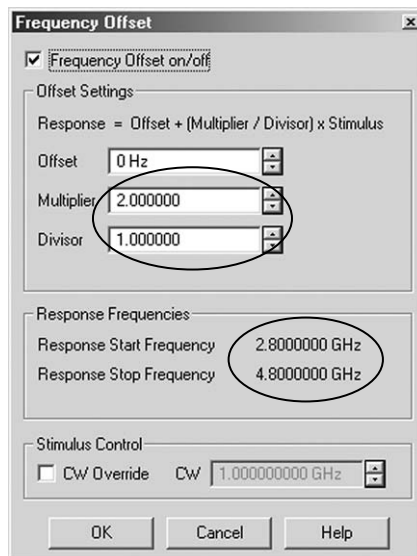 Frequency Offset
Frequency Offset on/off
Offset Settings
Response = Offset + (Multiplier / Divisor) x Stimulus
Offset 0 Hz
Multiplier 2.000000
Divisor 1.000000
Response Frequencies
Response Start Frequency 2.8000000 GHz
Response Stop Frequency 4.8000000 GHz
Stimulus Control
CW Override CW 1.000000000 GHz
OK Cancel Help